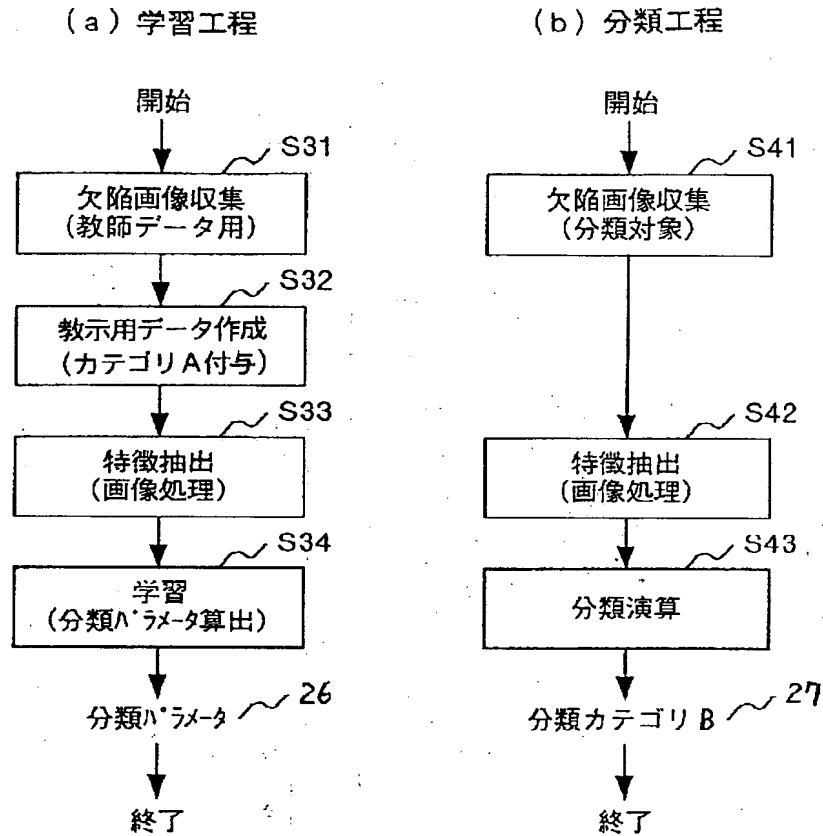 (a) 学習工程
開始
S31
欠陥画像収集
(教師データ用)
S32
教示用データ作成
(カテゴリA付与)
S33
特徴抽出
(画像処理)
S34
学習
(分類ﾊﾟﾗﾒｰﾀ算出)
分類ﾊﾟﾗﾒｰﾀ
26
終了
(b) 分類工程
開始
S41
欠陥画像収集
(分類対象)
S42
特徴抽出
(画像処理)
S43
分類演算
分類カテゴリB
27
終了